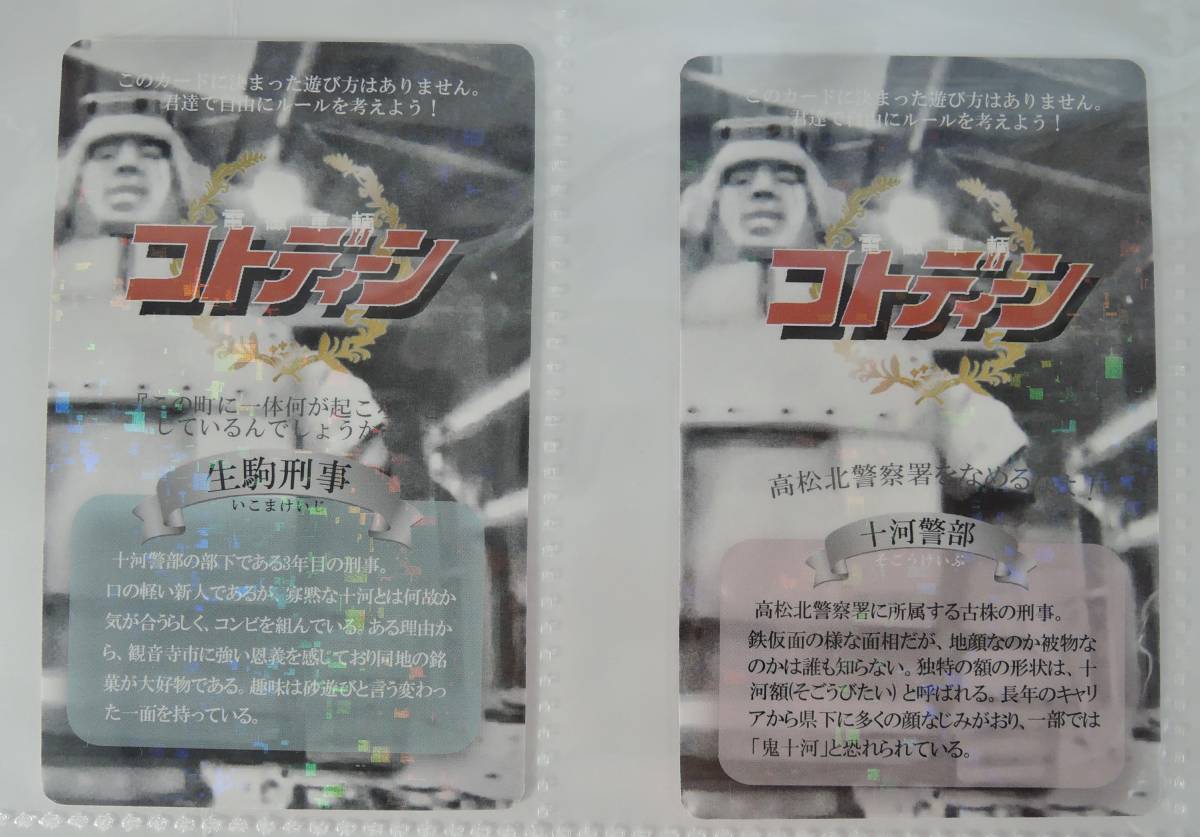 このカードに決まった遊び方はありません。
君達で自由にルールを考えよう！
コトディーン
『この町に一体何が起こ
しているんでしょうか
生駒刑事
いこまけいじ
十河警部の部下である3年目の刑事。
口の軽い新人であるが、寡黙な十河とは何故か
気が合うらしく、コンビを組んでいる。ある理由か
ら、観音寺市に強い恩義を感じており同地の銘
菓が大好物である。趣味は砂遊びと言う変わっ
た一面を持っている。
このカードに決まった遊び方はありません。
君達で自由にルールを考えよう！
コトディーン
高松北警察署をなめる
十河警部
そごうけいぶ
高松北警察署に所属する古株の刑事。
鉄仮面の様な面相だが、地顔なのか被物な
のかは誰も知らない。独特の額の形状は、十
河額(そごうびたい)と呼ばれる。長年のキャリ
アから県下に多くの顔なじみがおり、一部では
「鬼十河」と恐れられている。